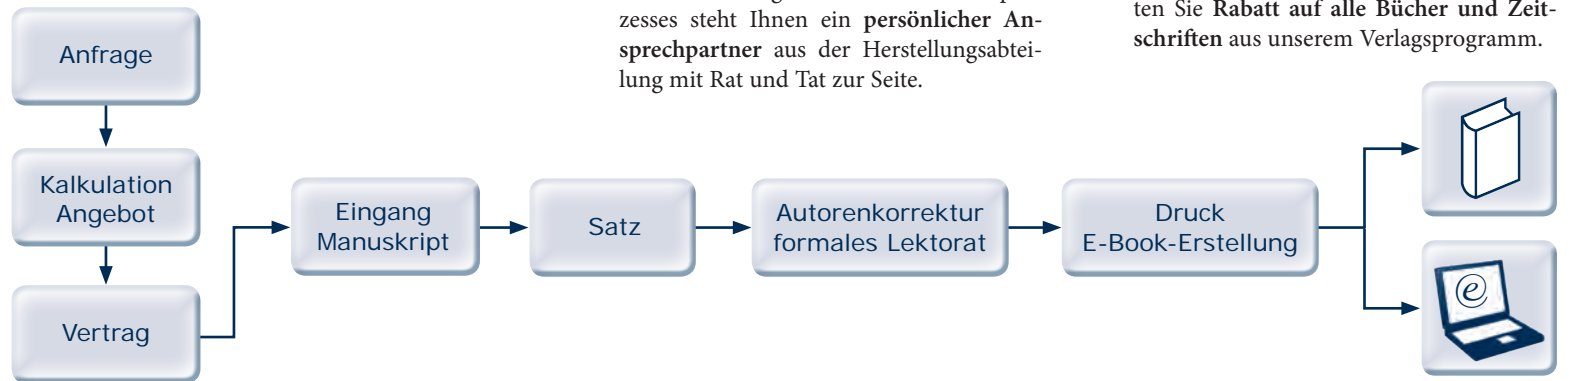 zesses steht Ihnen ein persönlicher An-
sprechpartner aus der Herstellungsabtei-
lung mit Rat und Tat zur Seite.
ten Sie Rabatt auf alle Bücher und Zeit-
schriften aus unserem Verlagsprogramm.
Anfrage
Kalkulation
Angebot
Vertrag
Eingang
Manuskript
Satz
Autorenkorrektur
formales Lektorat
Druck
E-Book-Erstellung
e